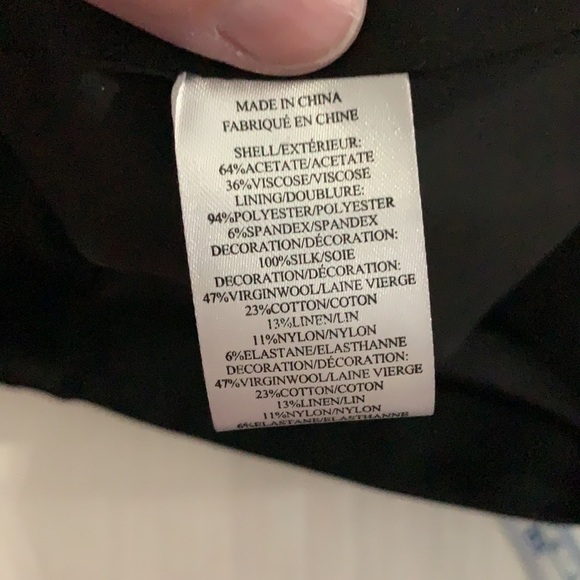 MADE IN CHINA
FABRIQUÉ EN CHINE
SHELL/EXTÉRIEUR:
64%ACETATE/ACETATE
36%VISCOSE/VISCOSE
LINING/DOUBLURE:
94%POLYESTER/POLYESTER
6%SPANDEX/SPANDEX
DECORATION/DÉCORATION:
100%SILK/SOIE
DECORATION/DÉCORATION:
47%VIRGINWOOL/LAINE VIERGE
23%COTTON/COTON
13%LINEN/LIN
11%NYLON/NYLON
6%ELASTANE/ELASTHANNE
DECORATION/DÉCORATION:
47%VIRGINWOOL/LAINE VIERGE
23%COTTON/COTON
13%LINEN/LIN
11%NYLON/NYLON
6%ELASTANE/ELASTHANNE